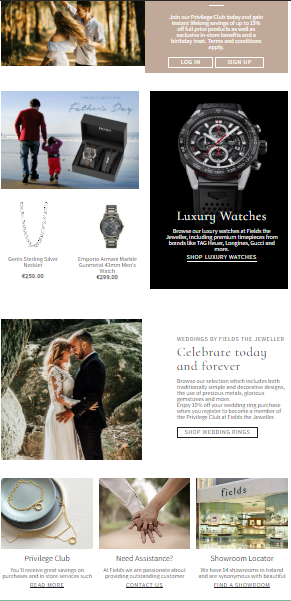 Join our Privilege Club today and gain
instant lifelong savings of up to 15%
off full price products as well as
exclusive in-store benefits and a
birthday treat. Terms and conditions
apply.
LOG IN
SIGN UP
Father's Day
Gents Sterling Silver
Necklet
€250.00
Emporio Armani Marble
Gunmetal 43mm Men's
Watch
€299.00
Luxury Watches
Browse our luxury watches at Fields the
Jeweller, including premium timepieces from
brands like TAG Heuer, Longines, Gucci and
more.
SHOP LUXURY WATCHES
WEDDINGS BY FIELDS THE JEWELLER
Celebrate today
and forever
Browse our selection which includes both
traditionally simple and decorative designs,
the use of precious metals, glorious
gemstones and more.
Enjoy 10% off your wedding ring purchase
when you register to become a member of
the Privilege Club at Fields the Jeweller.
SHOP WEDDING RINGS
fields
Privilege Club
You'll receive great savings on
purchases and in store services such
READ MORE
Need Assistance?
At Fields we are passionate about
providing outstanding customer
CONTACT US
Showroom Locator
We have 14 showrooms in Ireland
and are synonymous with beautiful
FIND A SHOWROOM